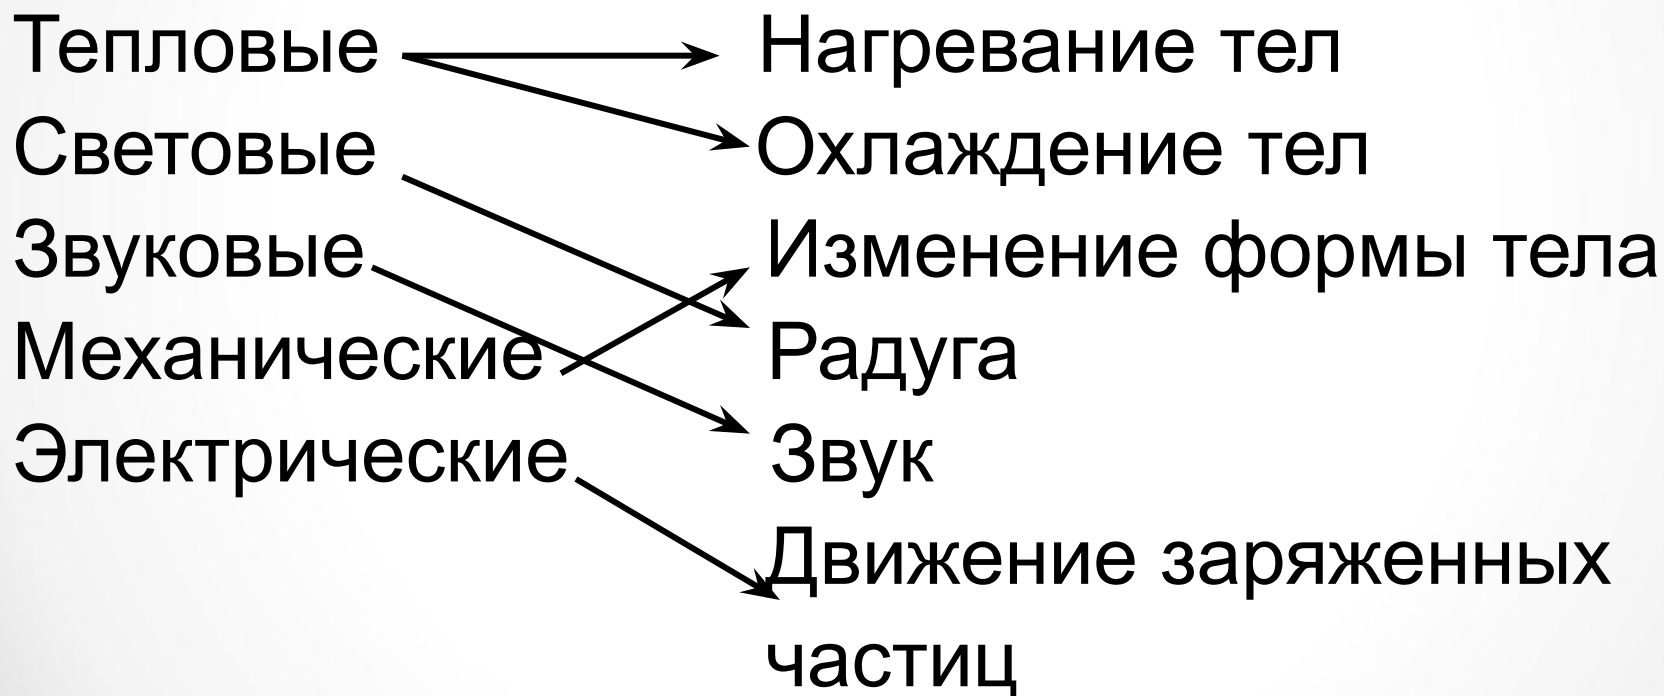 Тепловые
Световые
Звуковые
Механические
Электрические
Нагревание тел
Охлаждение тел
Изменение формы тела
Радуга
Звук
Движение заряженных
частиц